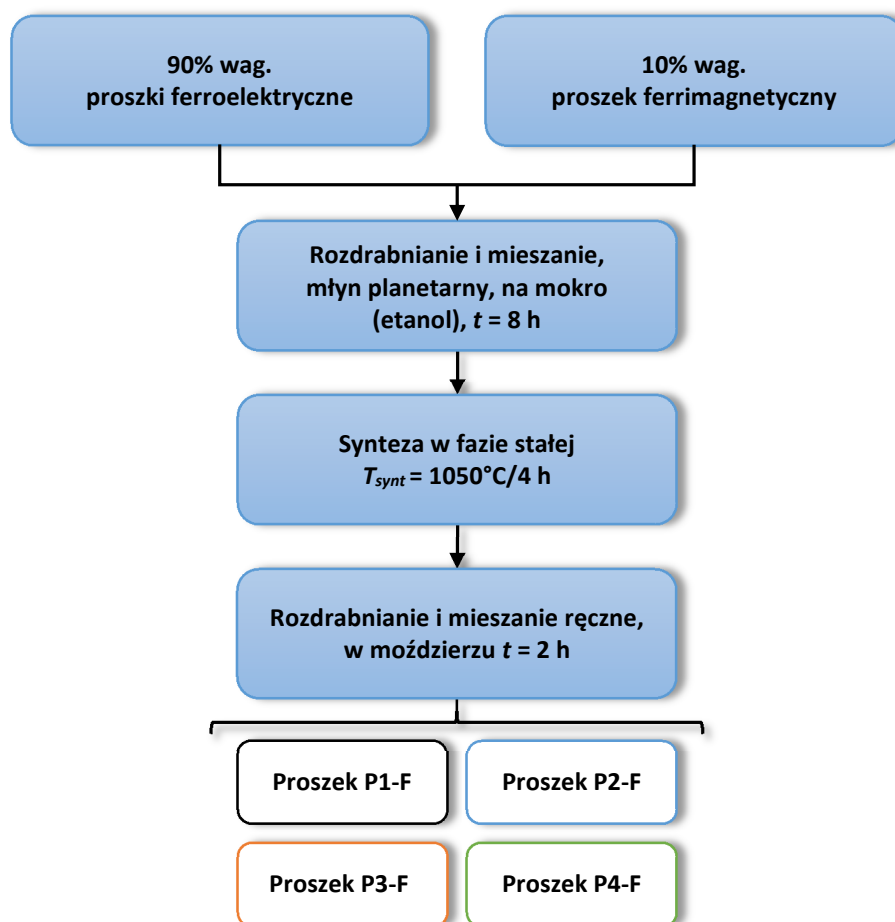 90% wag.
proszki ferroelektryczne
10% wag.
proszek ferrimagnetyczny
Rozdrabnianie i mieszanie,
młyn planetarny, na mokro
(etanol), t = 8 h
Synteza w fazie stałej
Tsynt = 1050°C/4 h
Rozdrabnianie i mieszanie ręczne,
w moździerzu t = 2 h
Proszek P1-F
Proszek P2-F
Proszek P3-F
Proszek P4-F